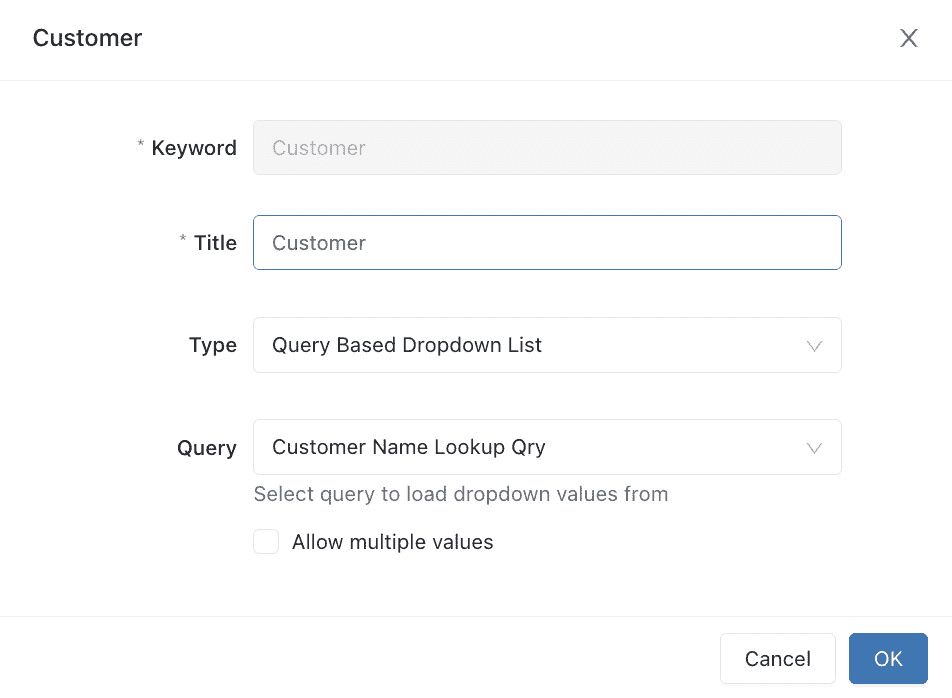 Customer
* Keyword Customer
* Title Customer
Type Query Based Dropdown List
Query Customer Name Lookup Qry
Select query to load dropdown values from
Allow multiple values
Cancel OK